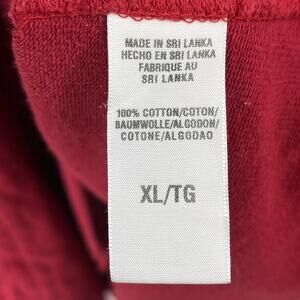 MADE IN SRI LANKA
HECHO EN SRI LANKA
FABRIQUE AU
SRI LANKA
100% COTTON/COTON/
BAUMWOLLE/ALGODON/
COTONE/ALGODAO
XL/TG